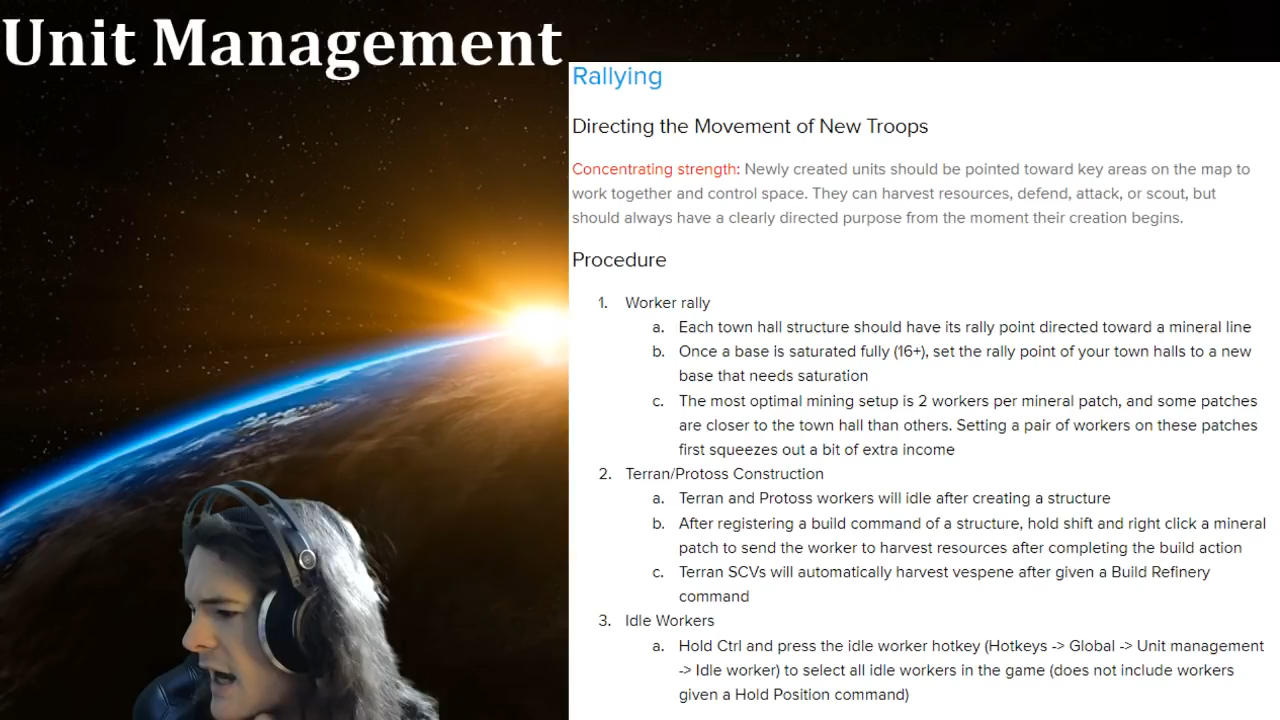 Unit Management
Rallying
Directing the Movement of New Troops
Concentrating strength: Newly created units should be pointed toward key areas on the map to
work together and control space. They can harvest resources, defend, attack, or scout, but
should always have a clearly directed purpose from the moment their creation begins.
Procedure
1. Worker rally
a. Each town hall structure should have its rally point directed toward a mineral line
b. Once a base is saturated fully (16+), set the rally point of your town halls to a new
base that needs saturation
c. The most optimal mining setup is 2 workers per mineral patch, and some patches
are closer to the town hall than others. Setting a pair of workers on these patches
first squeezes out a bit of extra income
2. Terran/Protoss Construction
a. Terran and Protoss workers will idle after creating a structure
b. After registering a build command of a structure, hold shift and right click a mineral
patch to send the worker to harvest resources after completing the build action
c. Terran SCVs will automatically harvest vespene after given a Build Refinery
command
3. Idle Workers
a. Hold Ctrl and press the idle worker hotkey (Hotkeys -> Global -> Unit management
-> Idle worker) to select all idle workers in the game (does not include workers
given a Hold Position command)